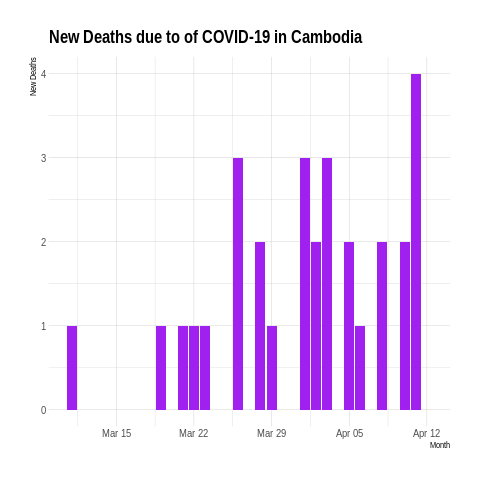 New Deaths due to of COVID-19 in Cambodia
New Deaths
4
3
2
1
0
Mar 15
Mar 22
Mar 29
Apr 05
Apr 12
Month